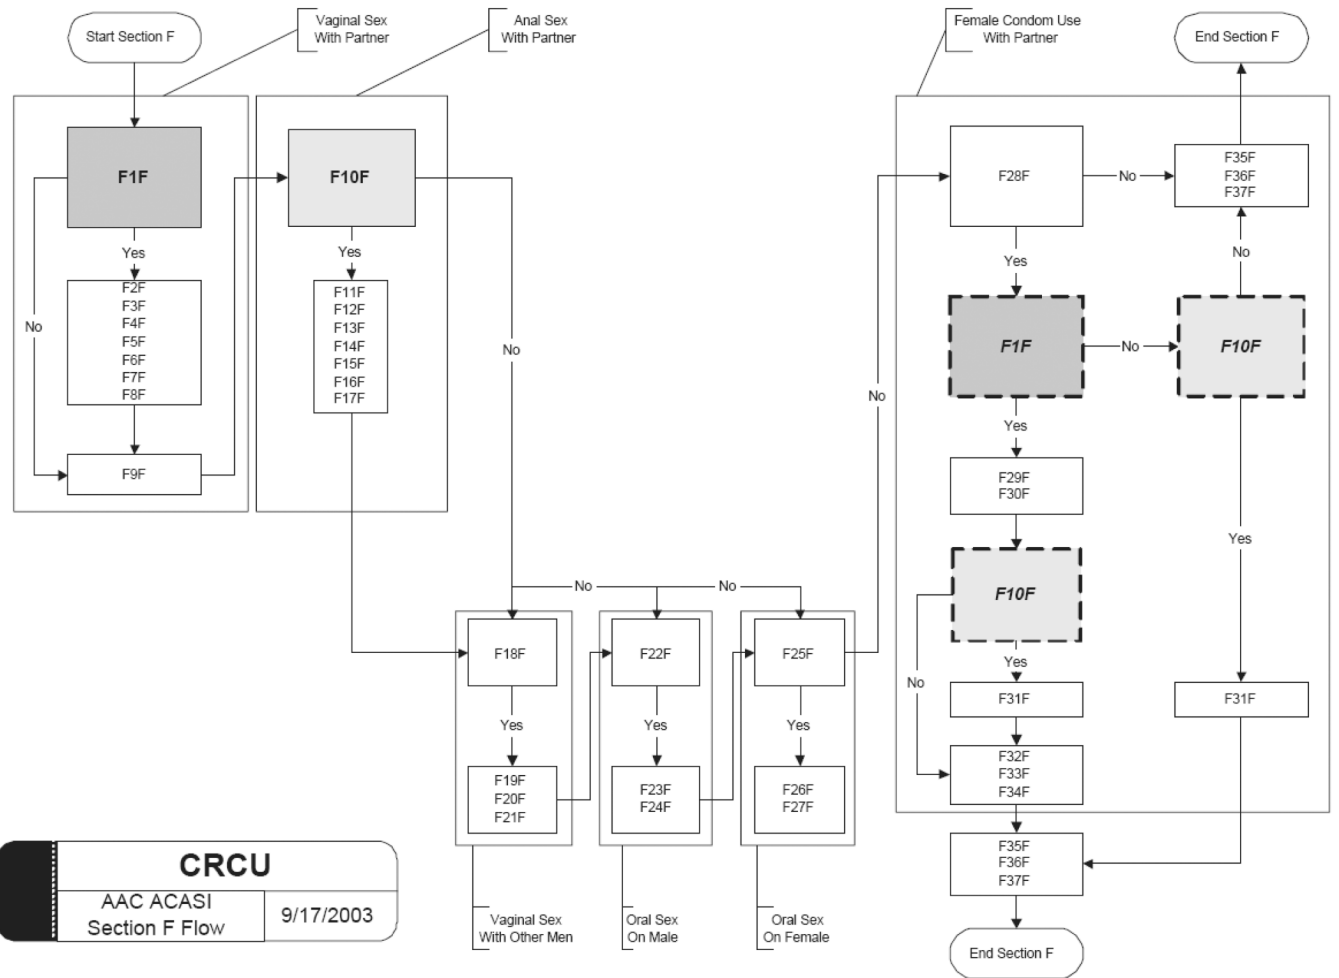 Start Section F
Vaginal Sex
With Partner
Anal Sex
With Partner
Female Condom Use
With Partner
End Section F
F1F
Yes
No
F2F
F3F
F4F
F5F
F6F
F7F
F8F
F9F
F10F
Yes
No
F11F
F12F
F13F
F14F
F15F
F16F
F17F
No
No
F18F
Yes
F19F
F20F
F21F
F22F
Yes
F23F
F24F
F25F
Yes
F26F
F27F
No
F28F
No
F35F
F36F
F37F
Yes
No
F1F
No
F10F
Yes
F29F
F30F
Yes
F10F
Yes
No
F31F
F31F
F32F
F33F
F34F
F35F
F36F
F37F
End Section F
Vaginal Sex
With Other Men
Oral Sex
On Male
Oral Sex
On Female
CRCU
AAC ACASI
Section F Flow
9/17/2003